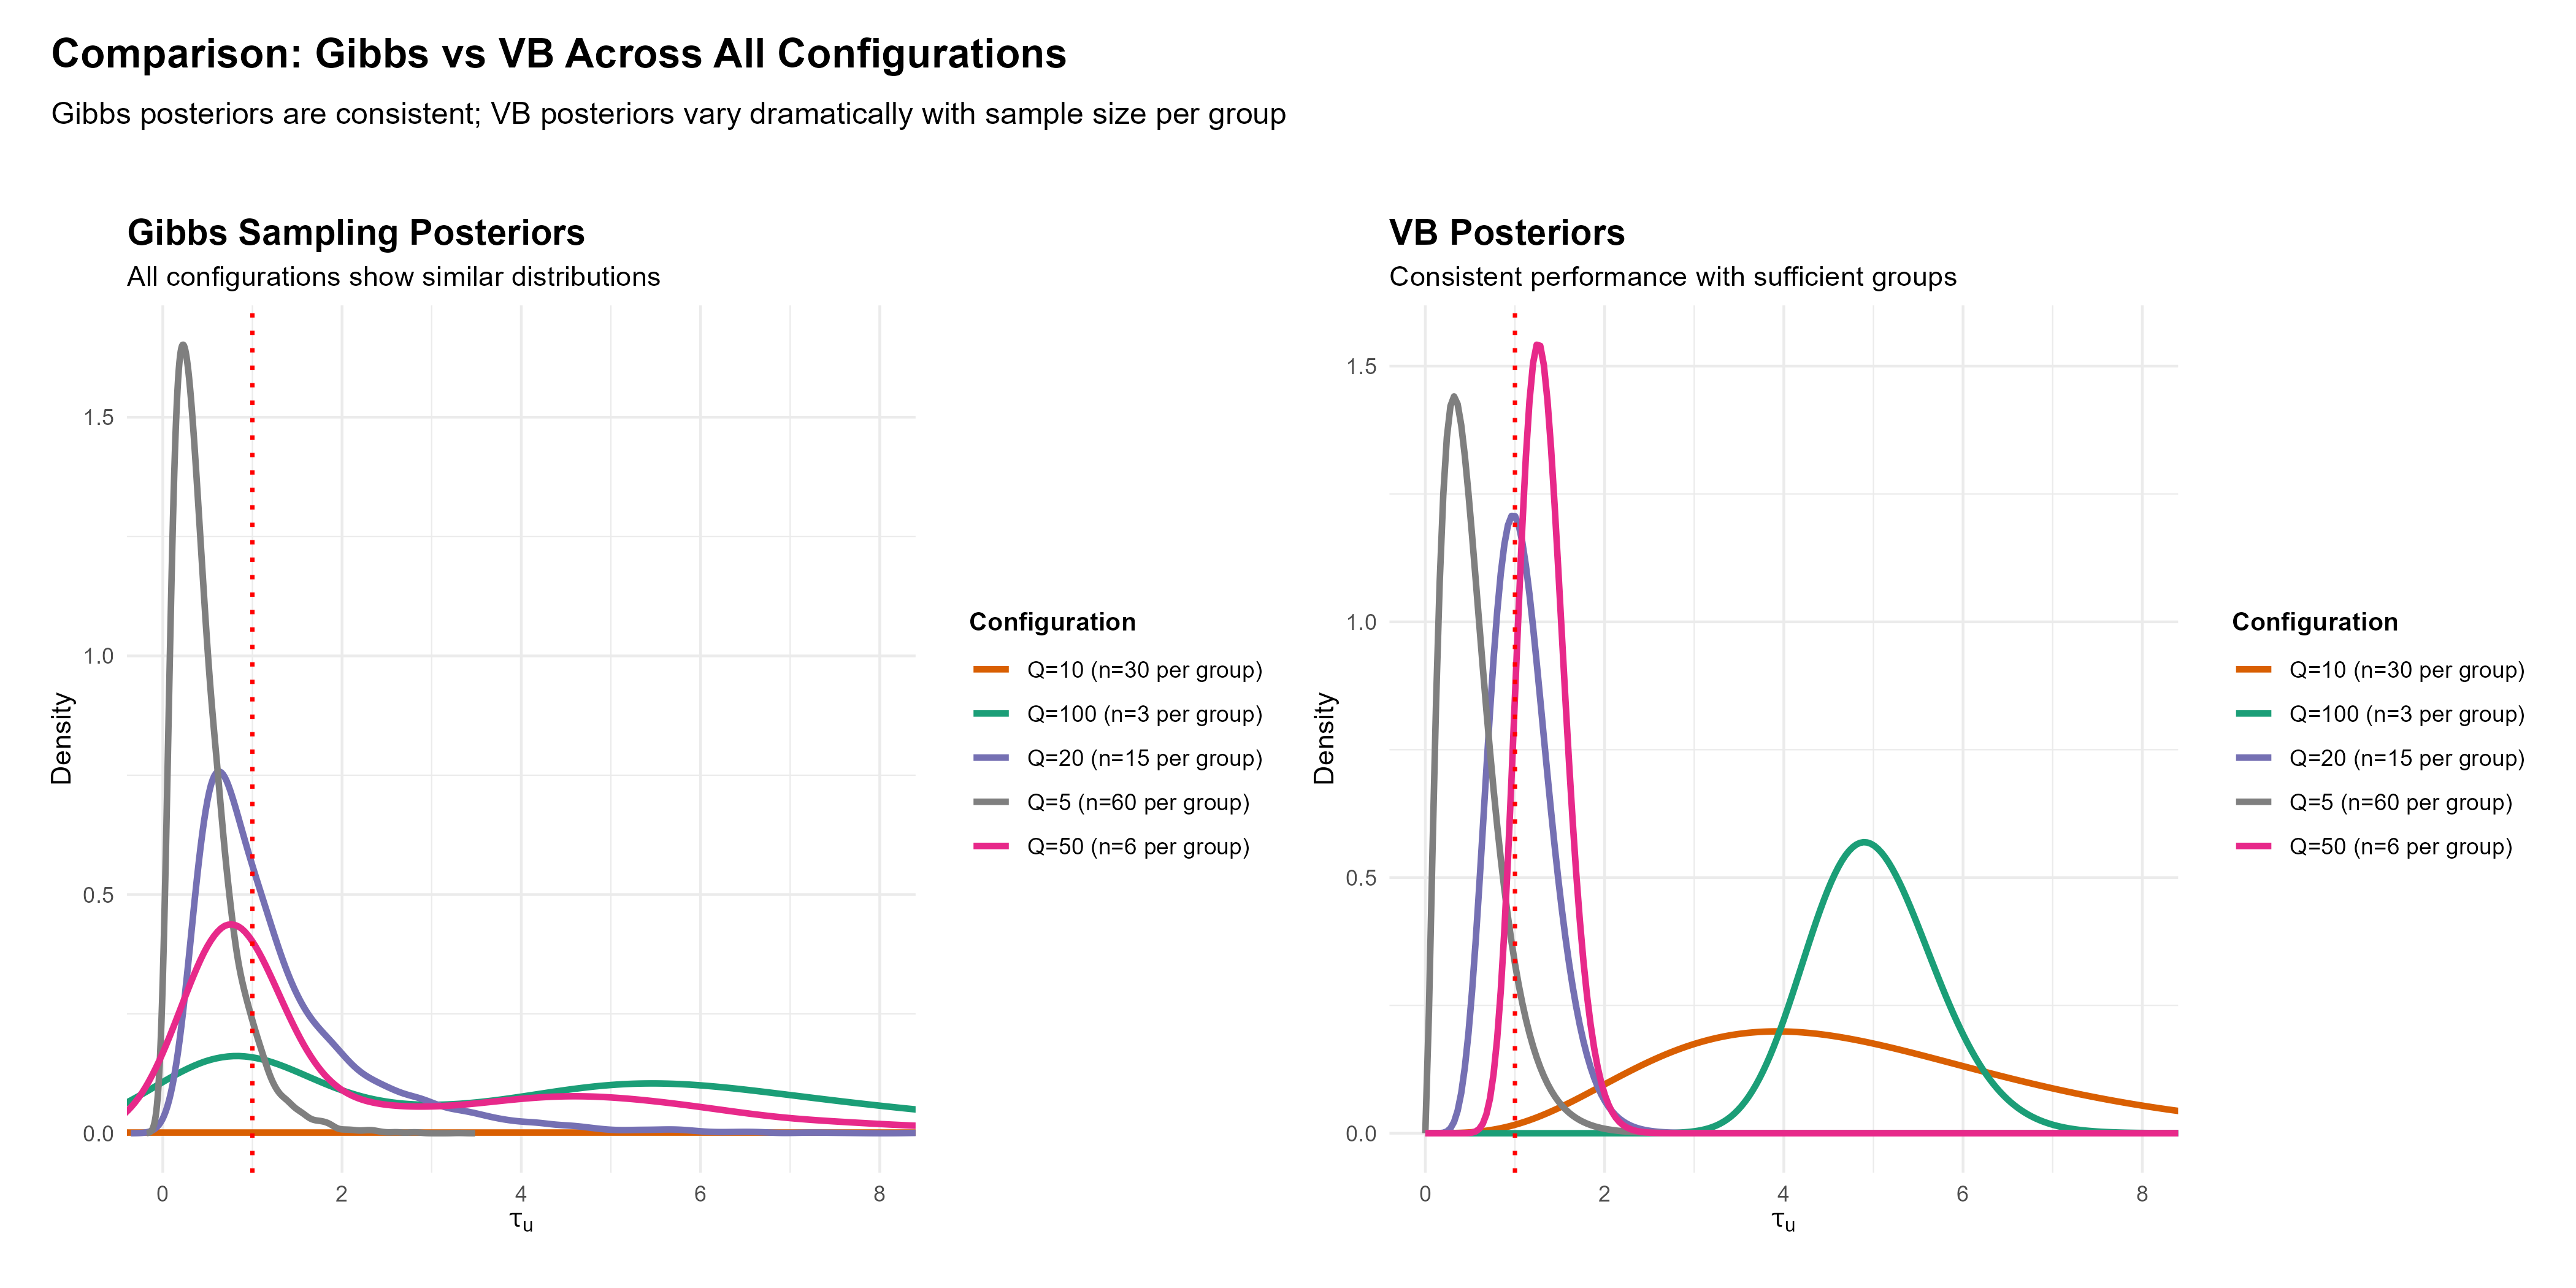 Comparison: Gibbs vs VB Across All Configurations
Gibbs posteriors are consistent; VB posteriors vary dramatically with sample size per group
Gibbs Sampling Posteriors
All configurations show similar distributions
1.5
1.0
0.5
0.0
Density
0 2 4 6 8
τu
Configuration
Q=10 (n=30 per group)
Q=100 (n=3 per group)
Q=20 (n=15 per group)
Q=5 (n=60 per group)
Q=50 (n=6 per group)
VB Posteriors
Consistent performance with sufficient groups
1.5
1.0
0.5
0.0
Density
0 2 4 6 8
τu
Configuration
Q=10 (n=30 per group)
Q=100 (n=3 per group)
Q=20 (n=15 per group)
Q=5 (n=60 per group)
Q=50 (n=6 per group)